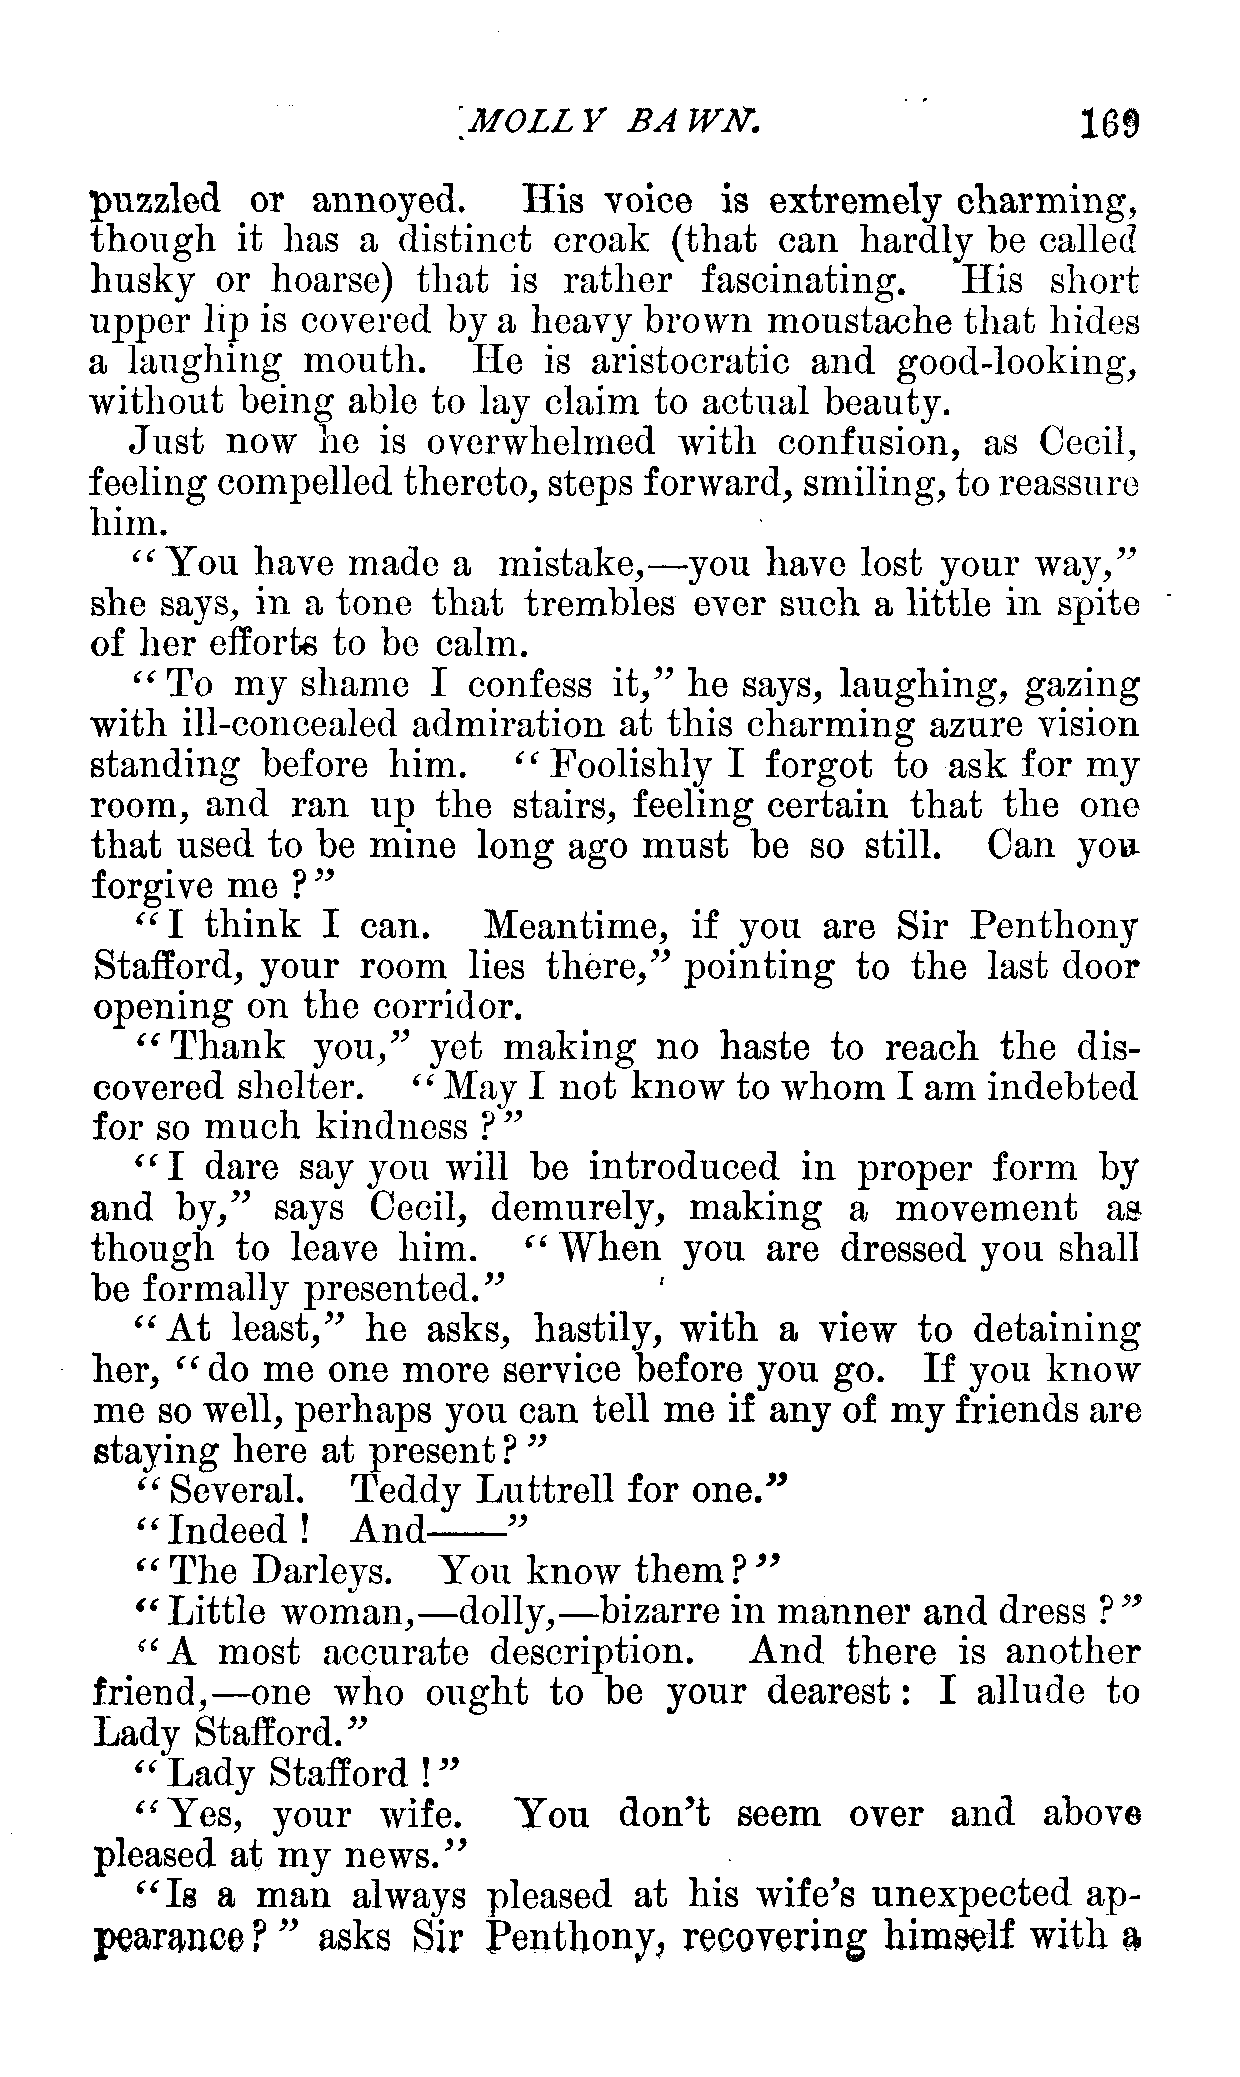 MOLLY BAWN. 169
puzzled or annoyed. His voice is extremely charming,
though it has a distinct croak (that can hardly be called
husky or hoarse) that is rather fascinating. His short
upper lip is covered by a heavy brown moustache that hides
a laughing mouth. He is aristocratic and good-looking,
without being able to lay claim to actual beauty.
Just now he is overwhelmed with confusion, as Cecil,
feeling compelled thereto, steps forward, smiling, to reassure
him.
"You have made a mistake,—you have lost your way,"
she says, in a tone that trembles ever such a little in spite
of her efforts to be calm.
"To my shame I confess it," he says, laughing, gazing
with ill-concealed admiration at this charming azure vision
standing before him. "Foolishly I forgot to ask for my
room, and ran up the stairs, feeling certain that the one
that used to be mine long ago must be so still. Can you
forgive me?"
"I think I can. Meantime, if you are Sir Penthony
Stafford, your room lies there," pointing to the last door
opening on the corridor.
"Thank you," yet making no haste to reach the dis-
covered shelter. "May I not know to whom I am indebted
for so much kindness?"
"I dare say you will be introduced in proper form by
and by," says Cecil, demurely, making a movement as
though to leave him. "When you are dressed you shall
be formally presented."
"At least," he asks, hastily, with a view to detaining
her, "do me one more service before you go. If you know
me so well, perhaps you can tell me if any of my friends are
staying here at present?"
"Several. Teddy Luttrell for one."
"Indeed! And——"
"The Darleys. You know them?"
"Little woman,—dolly,—bizarre in manner and dress?"
"A most accurate description. And there is another
friend,—one who ought to be your dearest: I allude to
Lady Stafford."
"Lady Stafford!"
"Yes, your wife. You don't seem over and above
pleased at my news."
"Is a man always pleased at his wife's unexpected ap-
pearance?" asks Sir Penthony, recovering himself with a